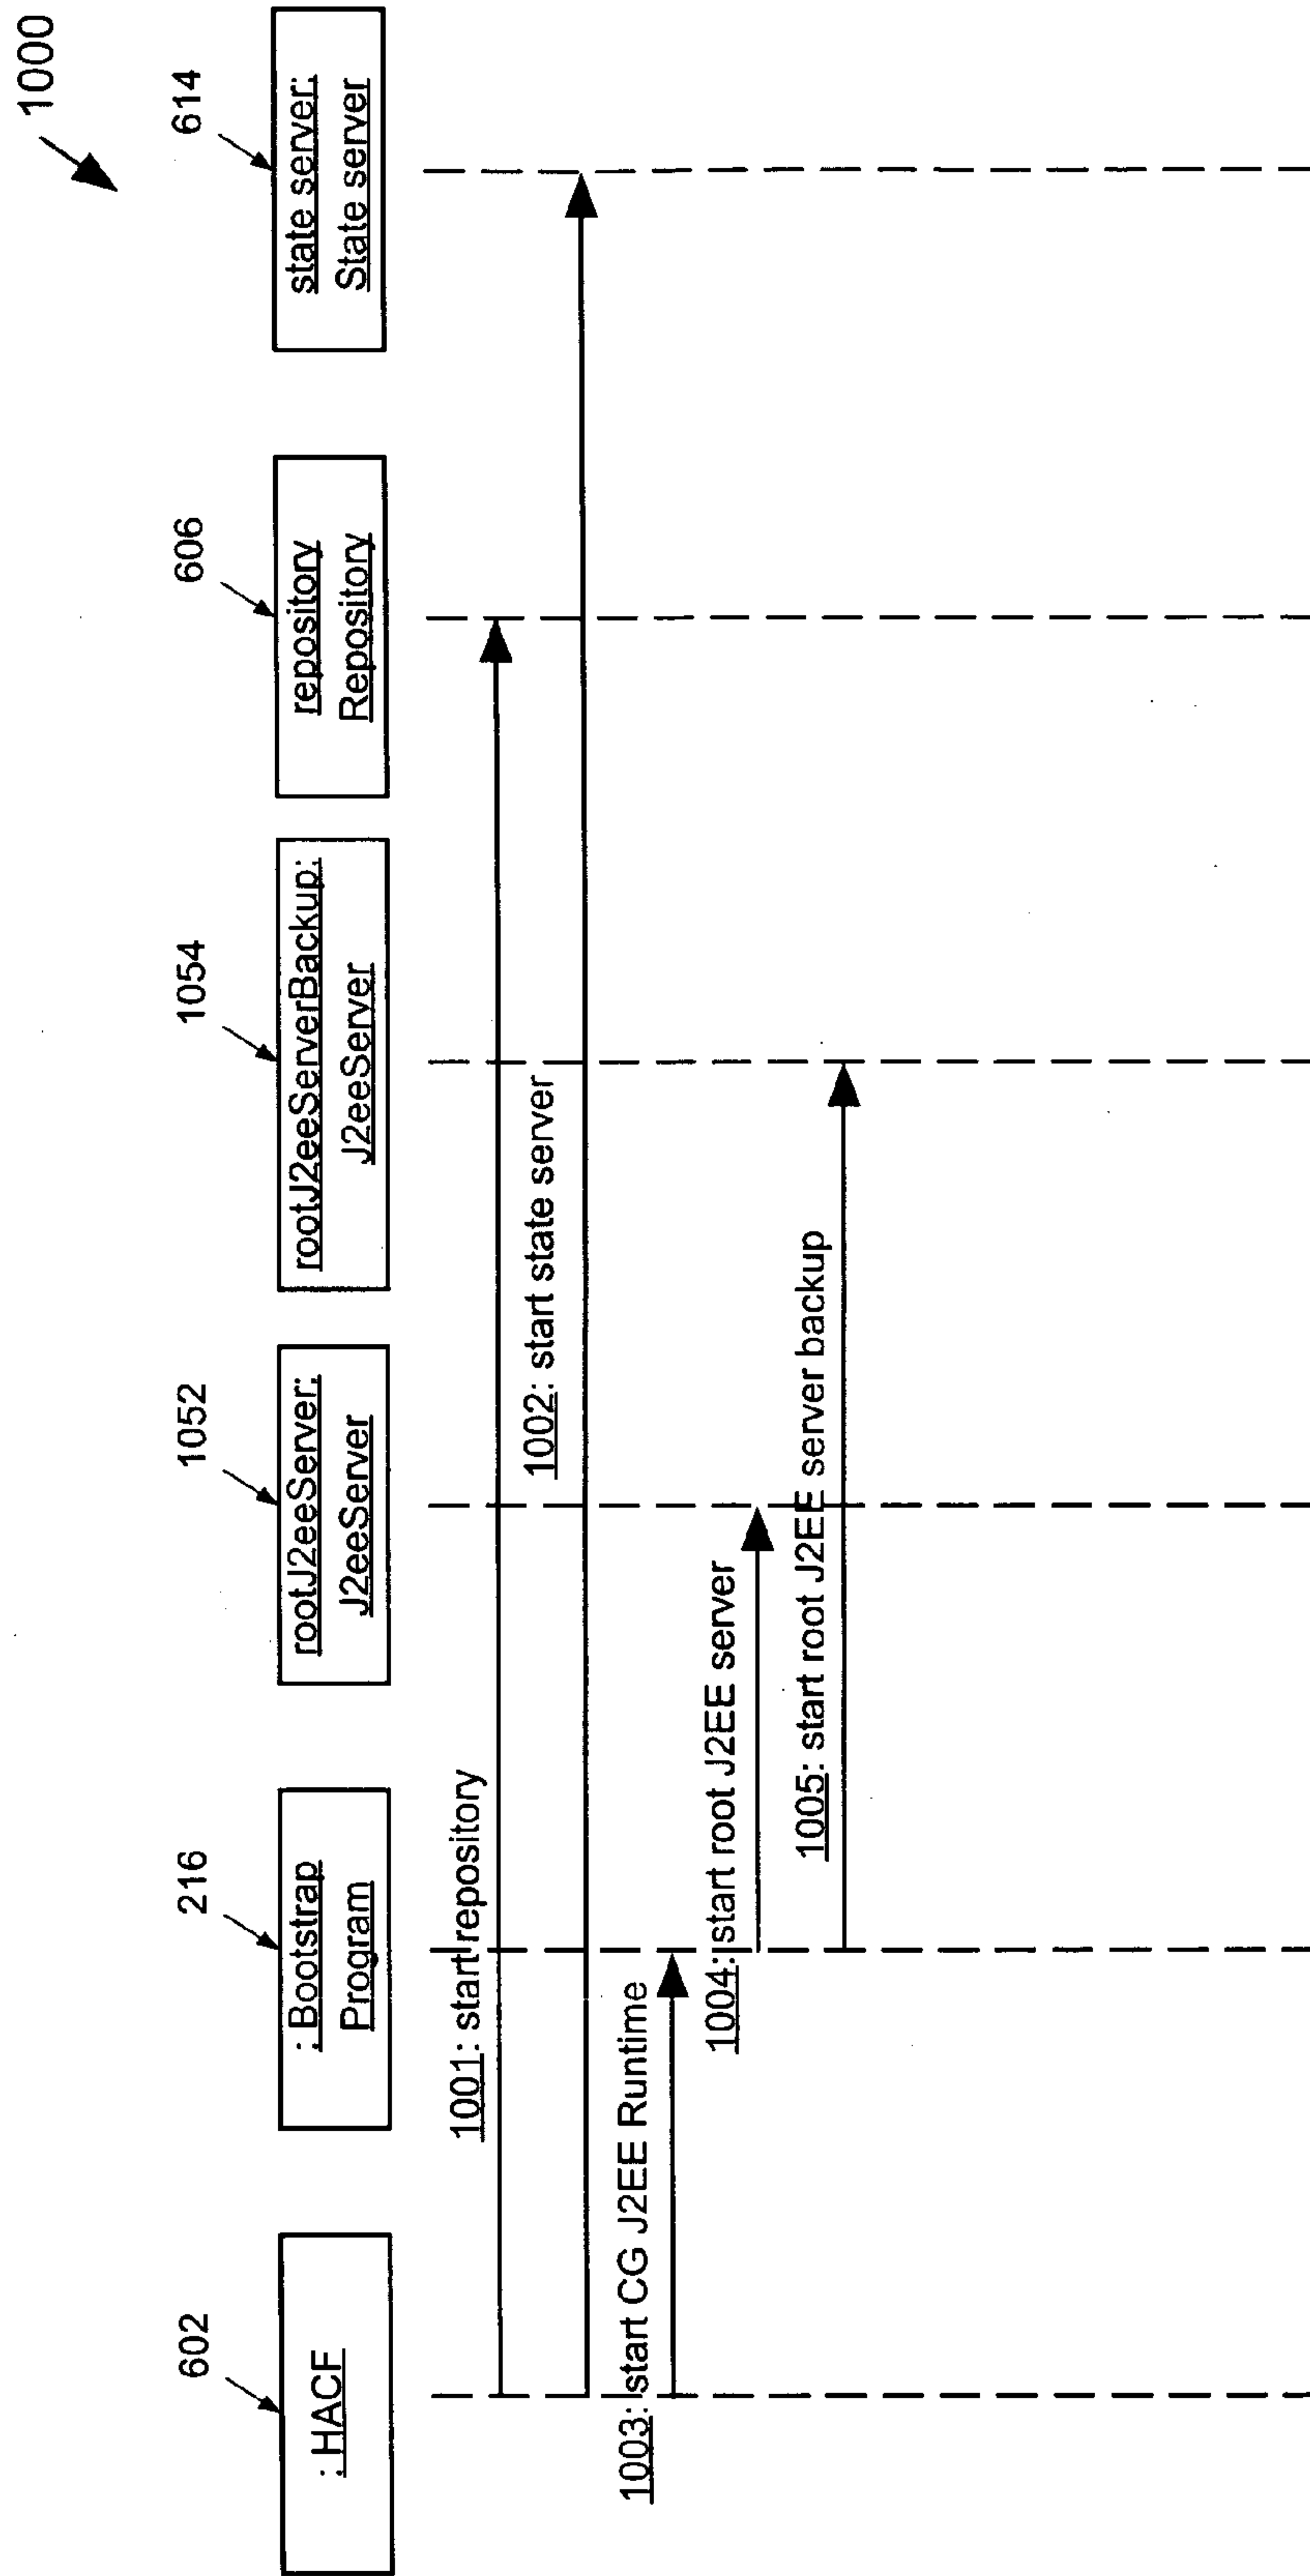 1000
602
216
1052
1054
606
614
: HACF
: Bootstrap
Program
rootJ2eeServer:
J2eeServer
rootJ2eeServerBackup:
J2eeServer
repository
Repository
state server:
State server
1001: start repository
1002: start state server
1003: start CG J2EE Runtime
1004: start root J2EE server
1005: start root J2EE server backup